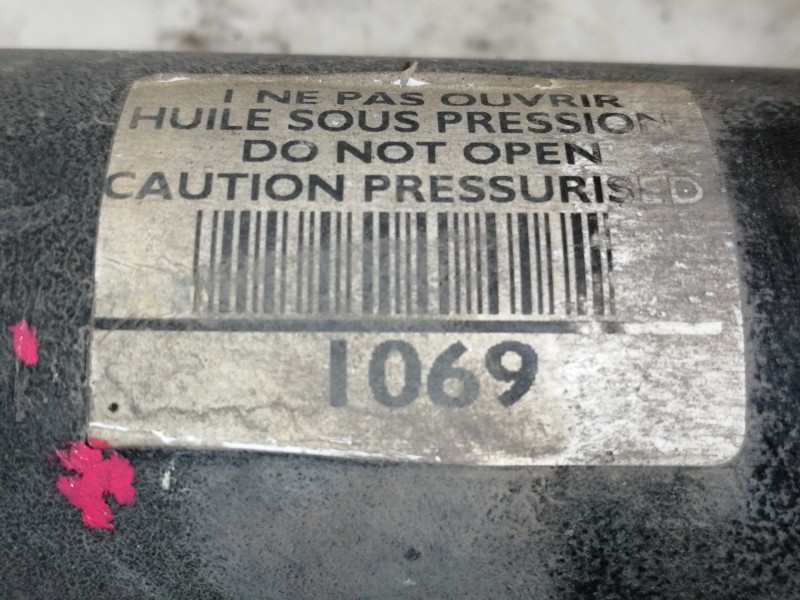 ! NE PAS OUVRIR
HUILE SOUS PRESSION
DO NOT OPEN
CAUTION PRESSURISED
1069